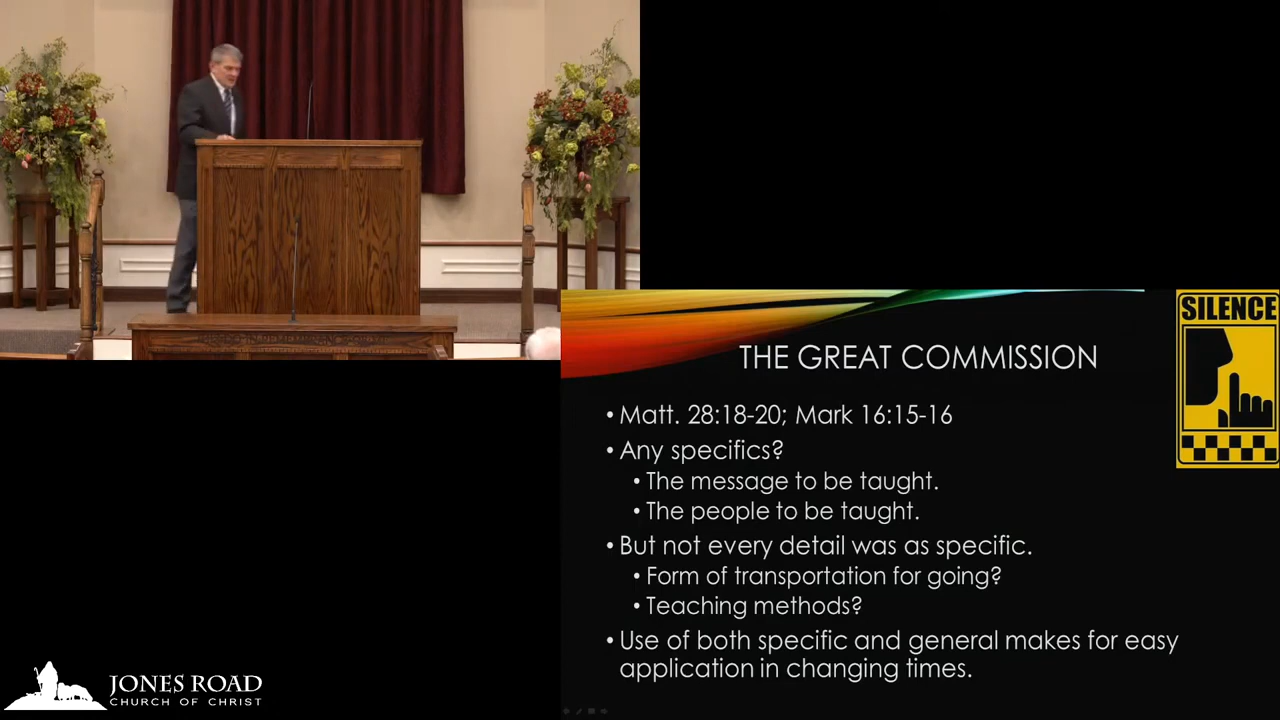 SILENCE
THE GREAT COMMISSION
• Matt. 28:18-20; Mark 16:15-16
• Any specifics?
• The message to be taught.
• The people to be taught.
• But not every detail was as specific.
• Form of transportation for going?
• Teaching methods?
• Use of both specific and general makes for easy
application in changing times.
JONES ROAD
CHURCH OF CHRIST